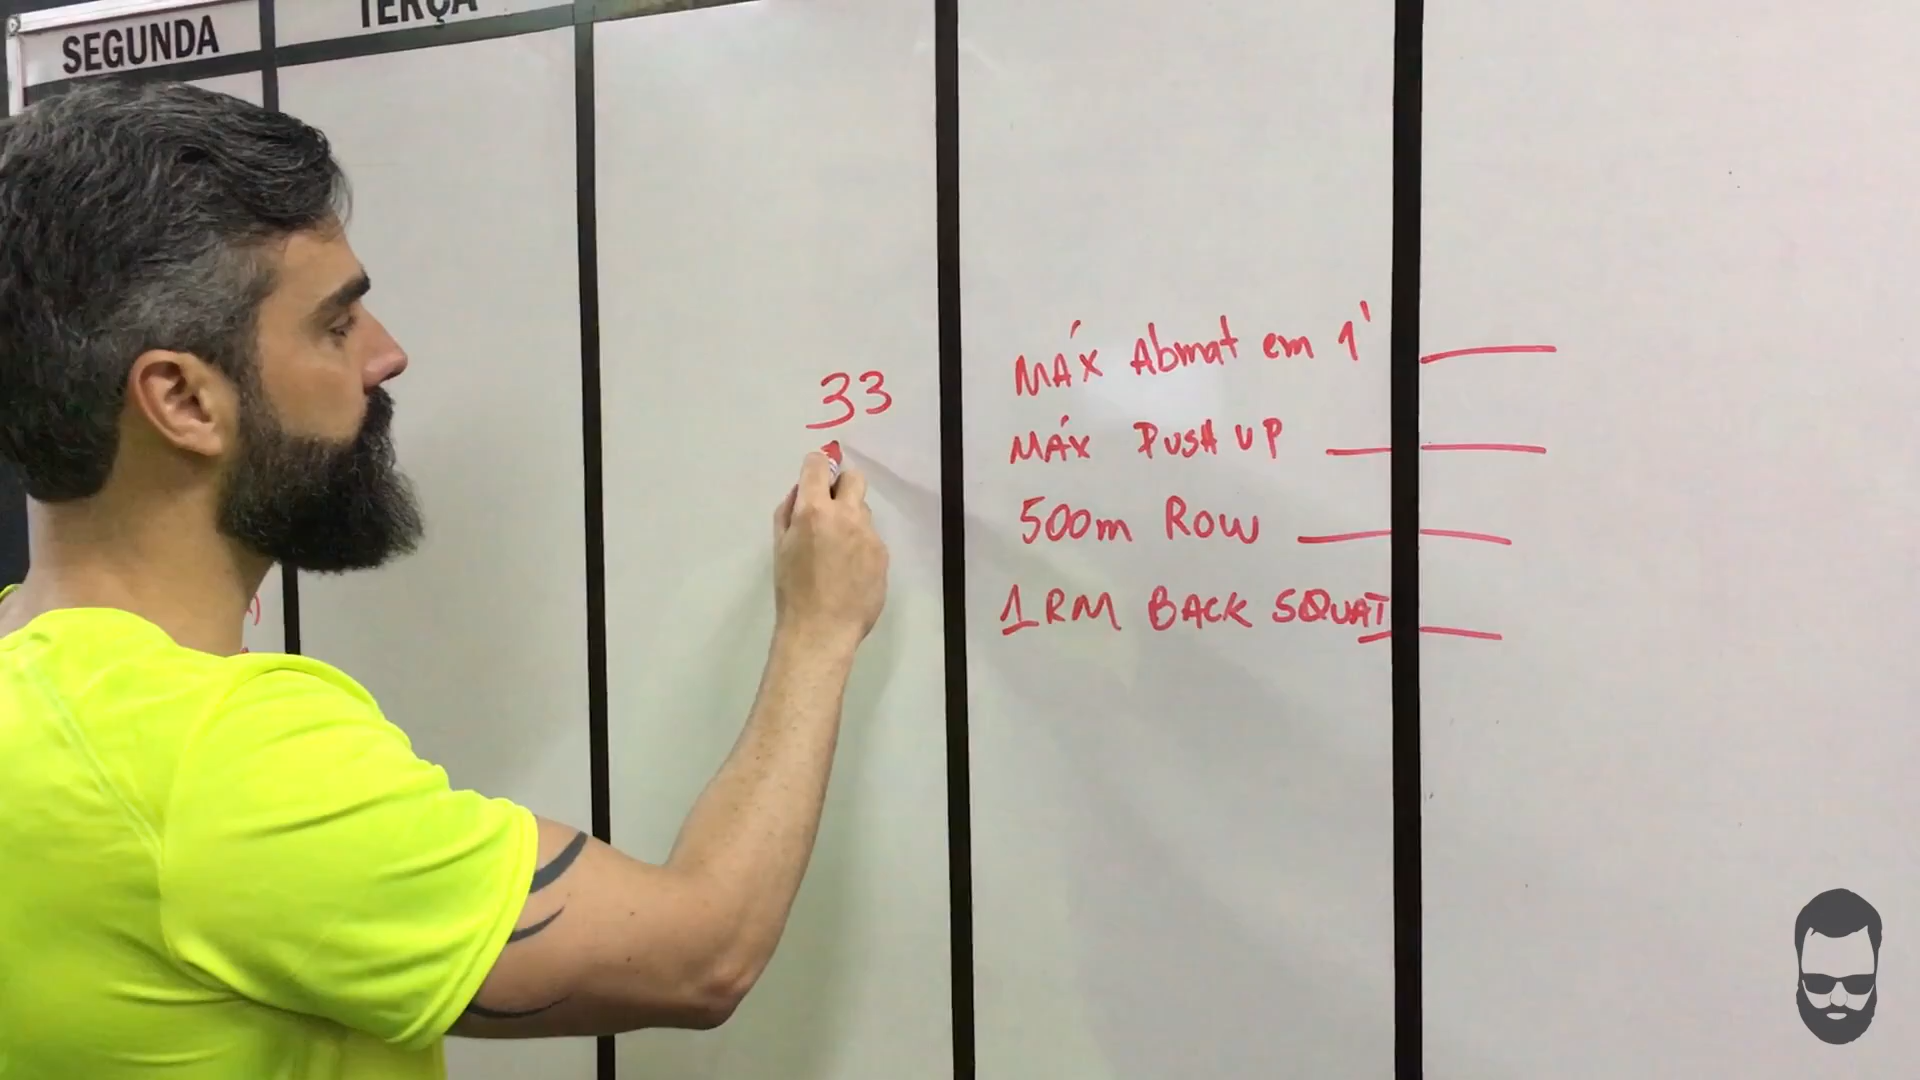 SEGUNDA
TERÇA
33
MÁX Abmat em 1'
MÁX PUSH UP
500m ROW
1RM BACK SQUAT